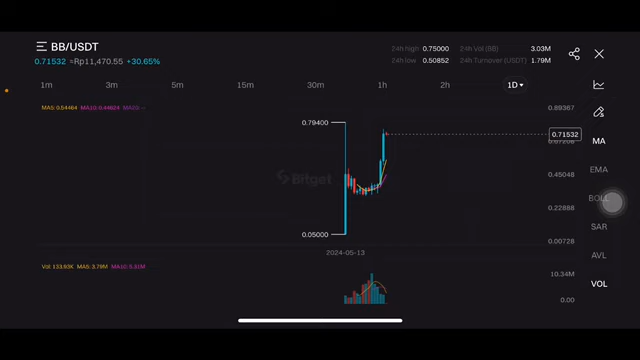 BB/USDT
0.71532 ≈Rp11,470.55 +30.65%
24h high 0.75000 24h Vol (BB) 3.03M
24h low 0.50852 24h Turnover (USDT) 1.79M
1m 3m 5m 15m 30m 1h 2h 1D
MA5: 0.54464 MA10: 0.44624 MA20: --
0.89367
0.79400
0.71532
0.67208
MA
EMA
0.45048
Bitget
BOLL
0.22888
0.05000
SAR
0.00728
2024-05-13
AVL
Vol: 133.93K MA5: 3.79M MA10: 5.31M
10.34M
VOL
0.00